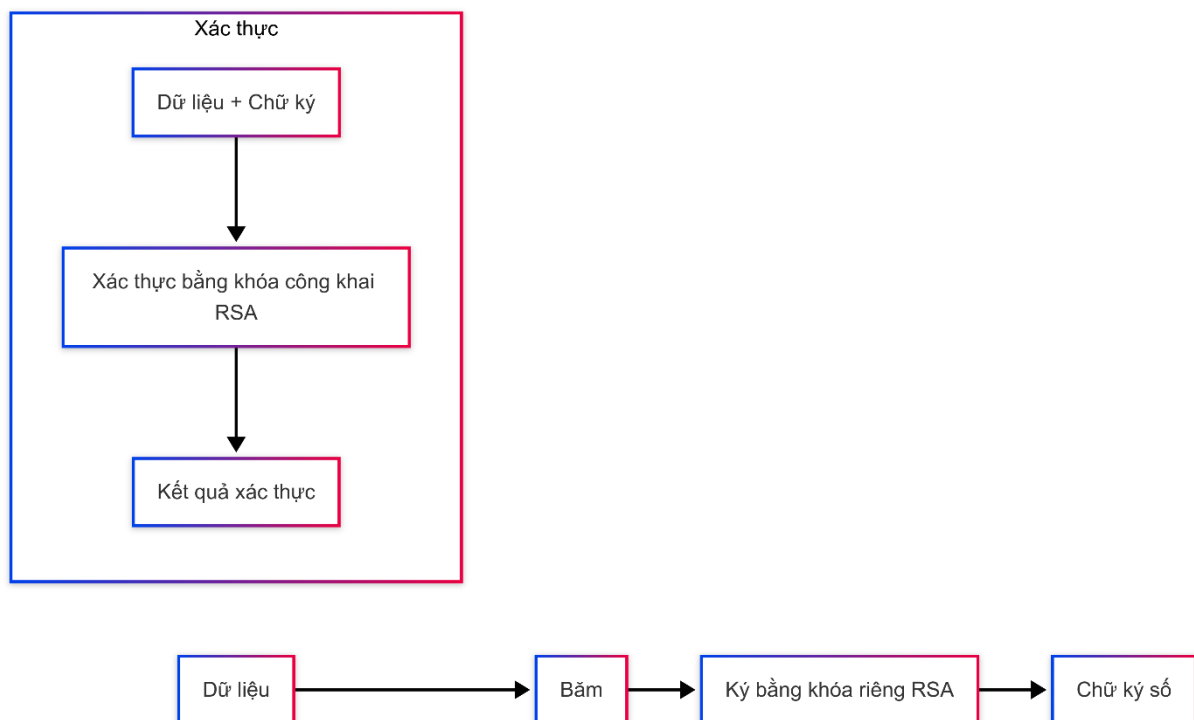 Xác thực
Dữ liệu + Chữ ký
Xác thực bằng khóa công khai
RSA
Kết quả xác thực
Dữ liệu
Băm
Ký bằng khóa riêng RSA
Chữ ký số